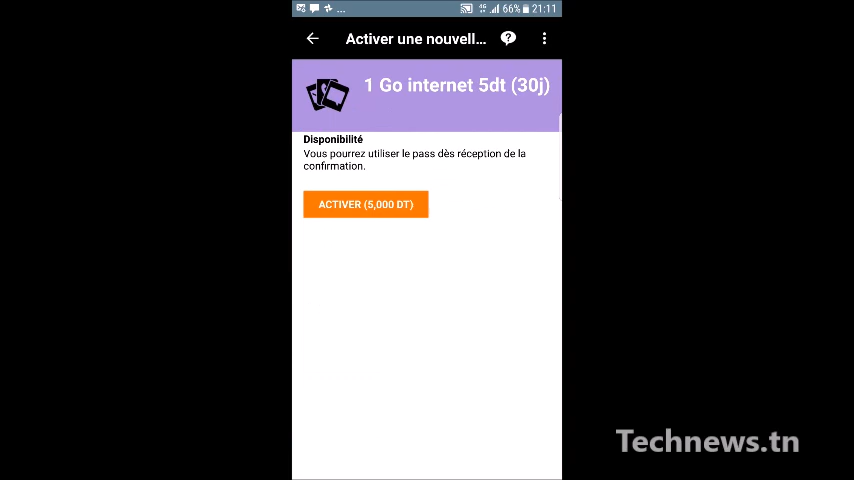 ... 4G 66% 21:11
Activer une nouvell... ?
1 Go internet 5dt (30j)
Disponibilité
Vous pourrez utiliser le pass dès réception de la
confirmation.
ACTIVER (5,000 DT)
Technews.tn